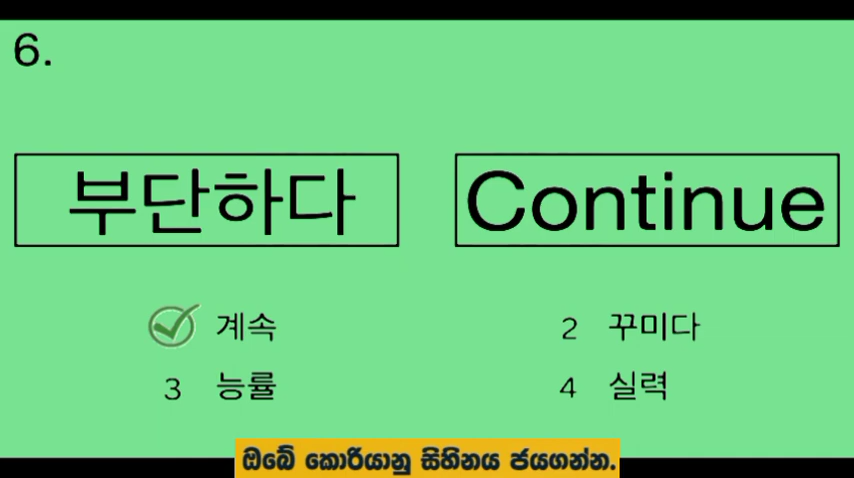 6.
부단하다
Continue
계속
2 꾸미다
3 능률
4 실력
ඔබේ කොරියානු සිහිනය ජයගන්න.